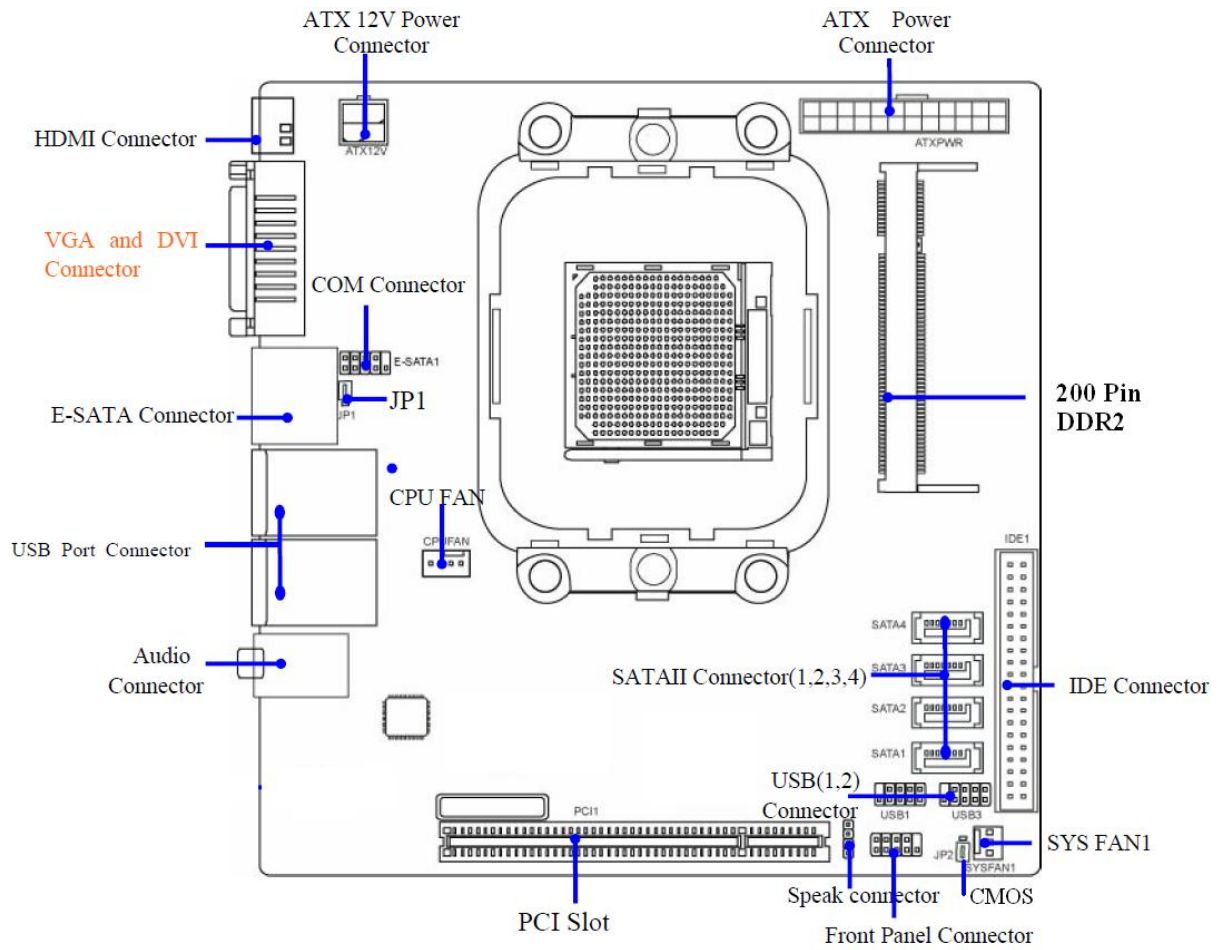 ATX 12V Power
Connector
ATX Power
Connector
HDMI Connector
ATX12V
ATXPWR
VGA and DVI
Connector
COM Connector
E-SATA1
E-SATA Connector
JP1
JP1
200 Pin
DDR2
CPU FAN
CPUFAN
USB Port Connector
IDE1
SATA4
Audio
Connector
SATA3
SATAII Connector(1,2,3,4)
IDE Connector
SATA2
SATA1
USB(1,2)
Connector
USB1
USB3
PCI1
SYS FAN1
JP2
SYSFAN1
Speak connector
CMOS
PCI Slot
Front Panel Connector